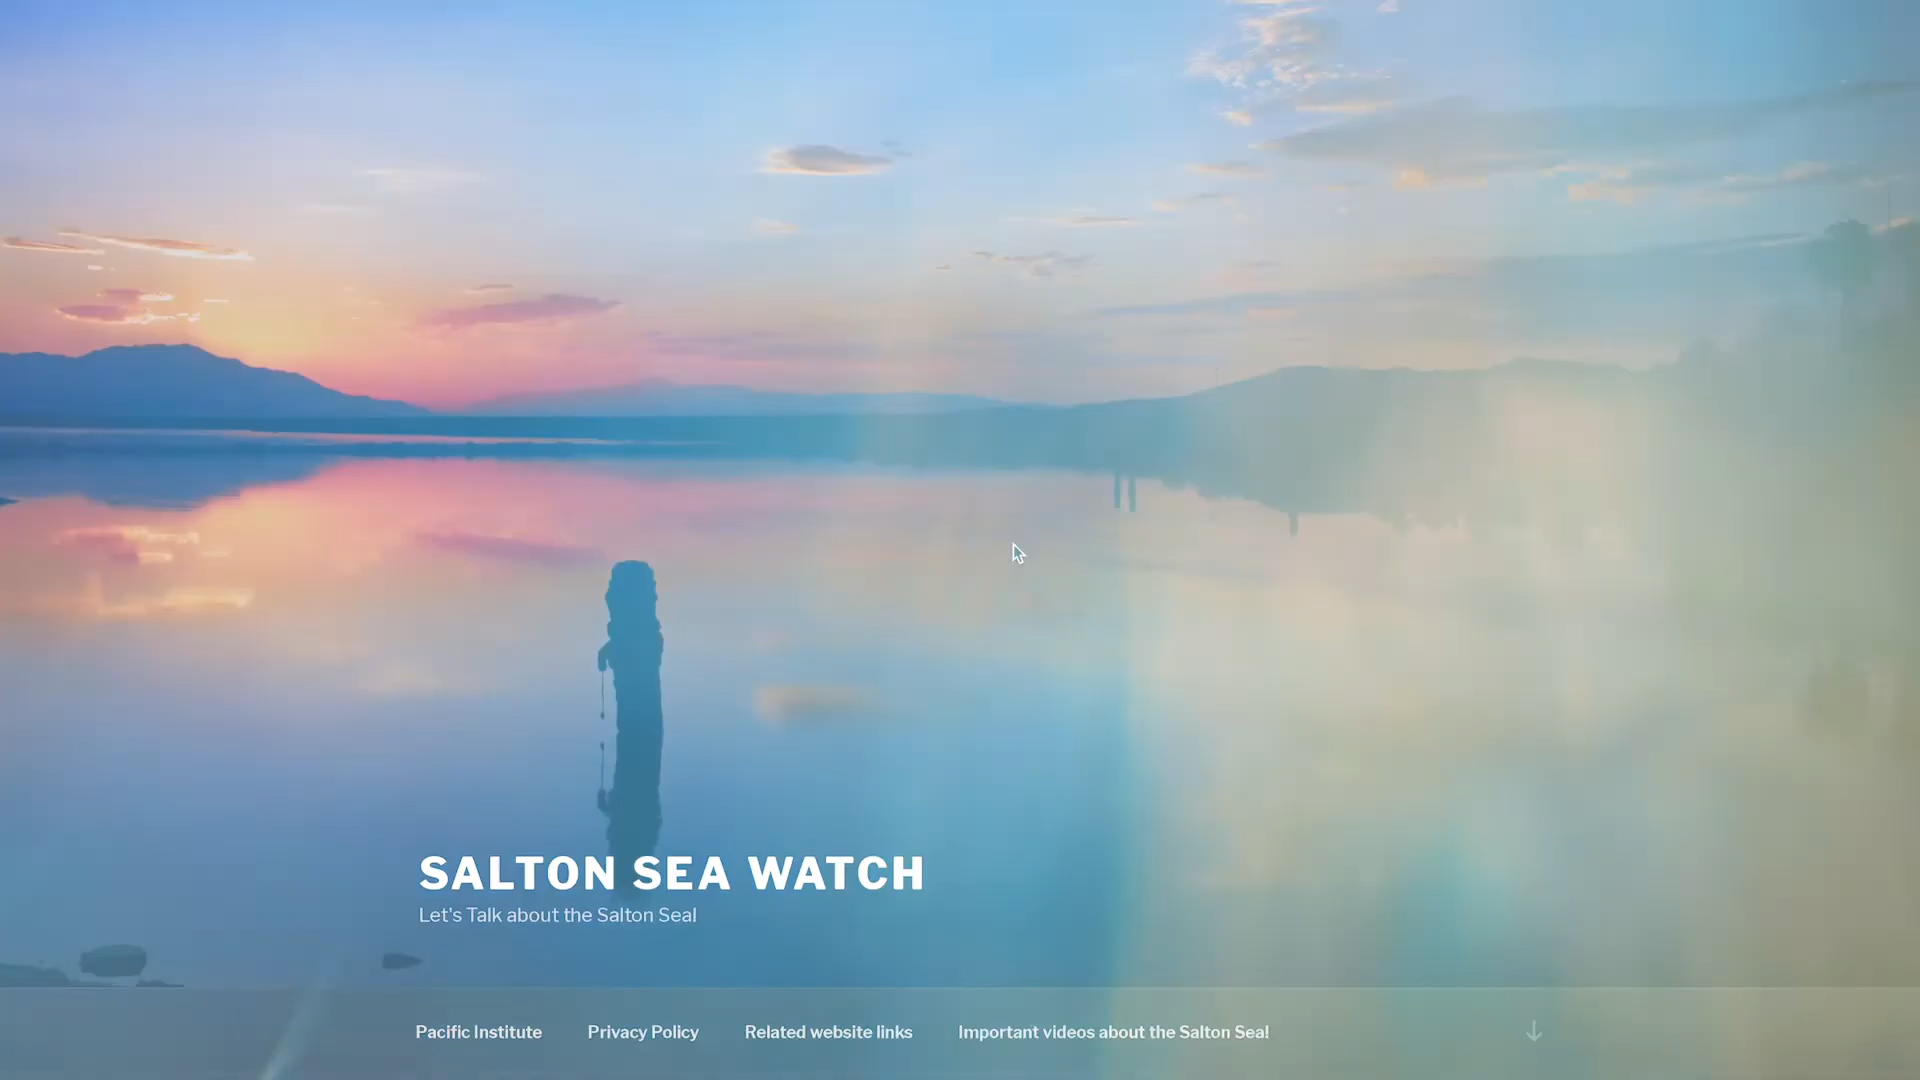 SALTON SEA WATCH
Let's Talk about the Salton Sea!
Pacific Institute
Privacy Policy
Related website links
Important videos about the Salton Sea!